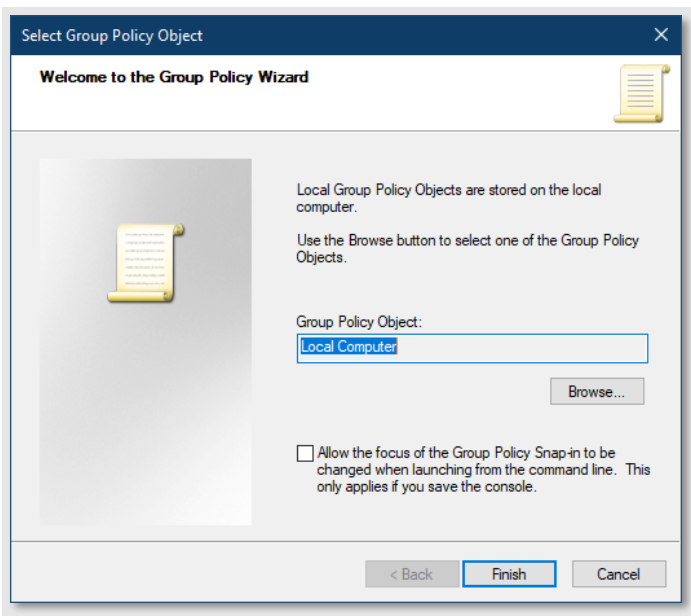 Select Group Policy Object
Welcome to the Group Policy Wizard
Local Group Policy Objects are stored on the local
computer.
Use the Browse button to select one of the Group Policy
Objects.
Group Policy Object:
Local Computer
Browse...
Allow the focus of the Group Policy Snap-in to be
changed when launching from the command line. This
only applies if you save the console.
< Back
Finish
Cancel